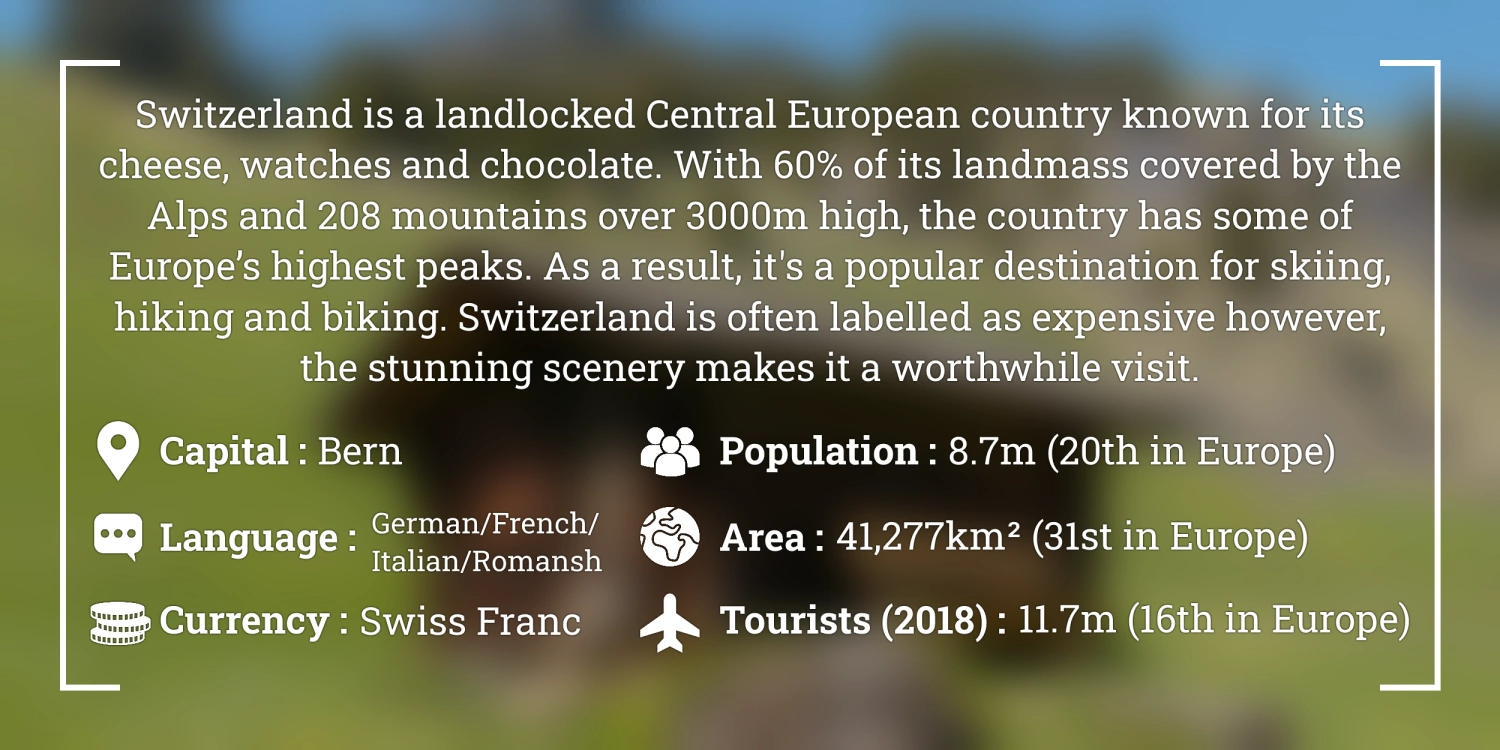 Switzerland is a landlocked Central European country known for its
cheese, watches and chocolate. With 60% of its landmass covered by the
Alps and 208 mountains over 3000m high, the country has some of
Europe’s highest peaks. As a result, it's a popular destination for skiing,
hiking and biking. Switzerland is often labelled as expensive however,
the stunning scenery makes it a worthwhile visit.
Capital : Bern
Population : 8.7m (20th in Europe)
Language : German/French/
Italian/Romansh
Area : 41,277km² (31st in Europe)
Currency : Swiss Franc
Tourists (2018) : 11.7m (16th in Europe)